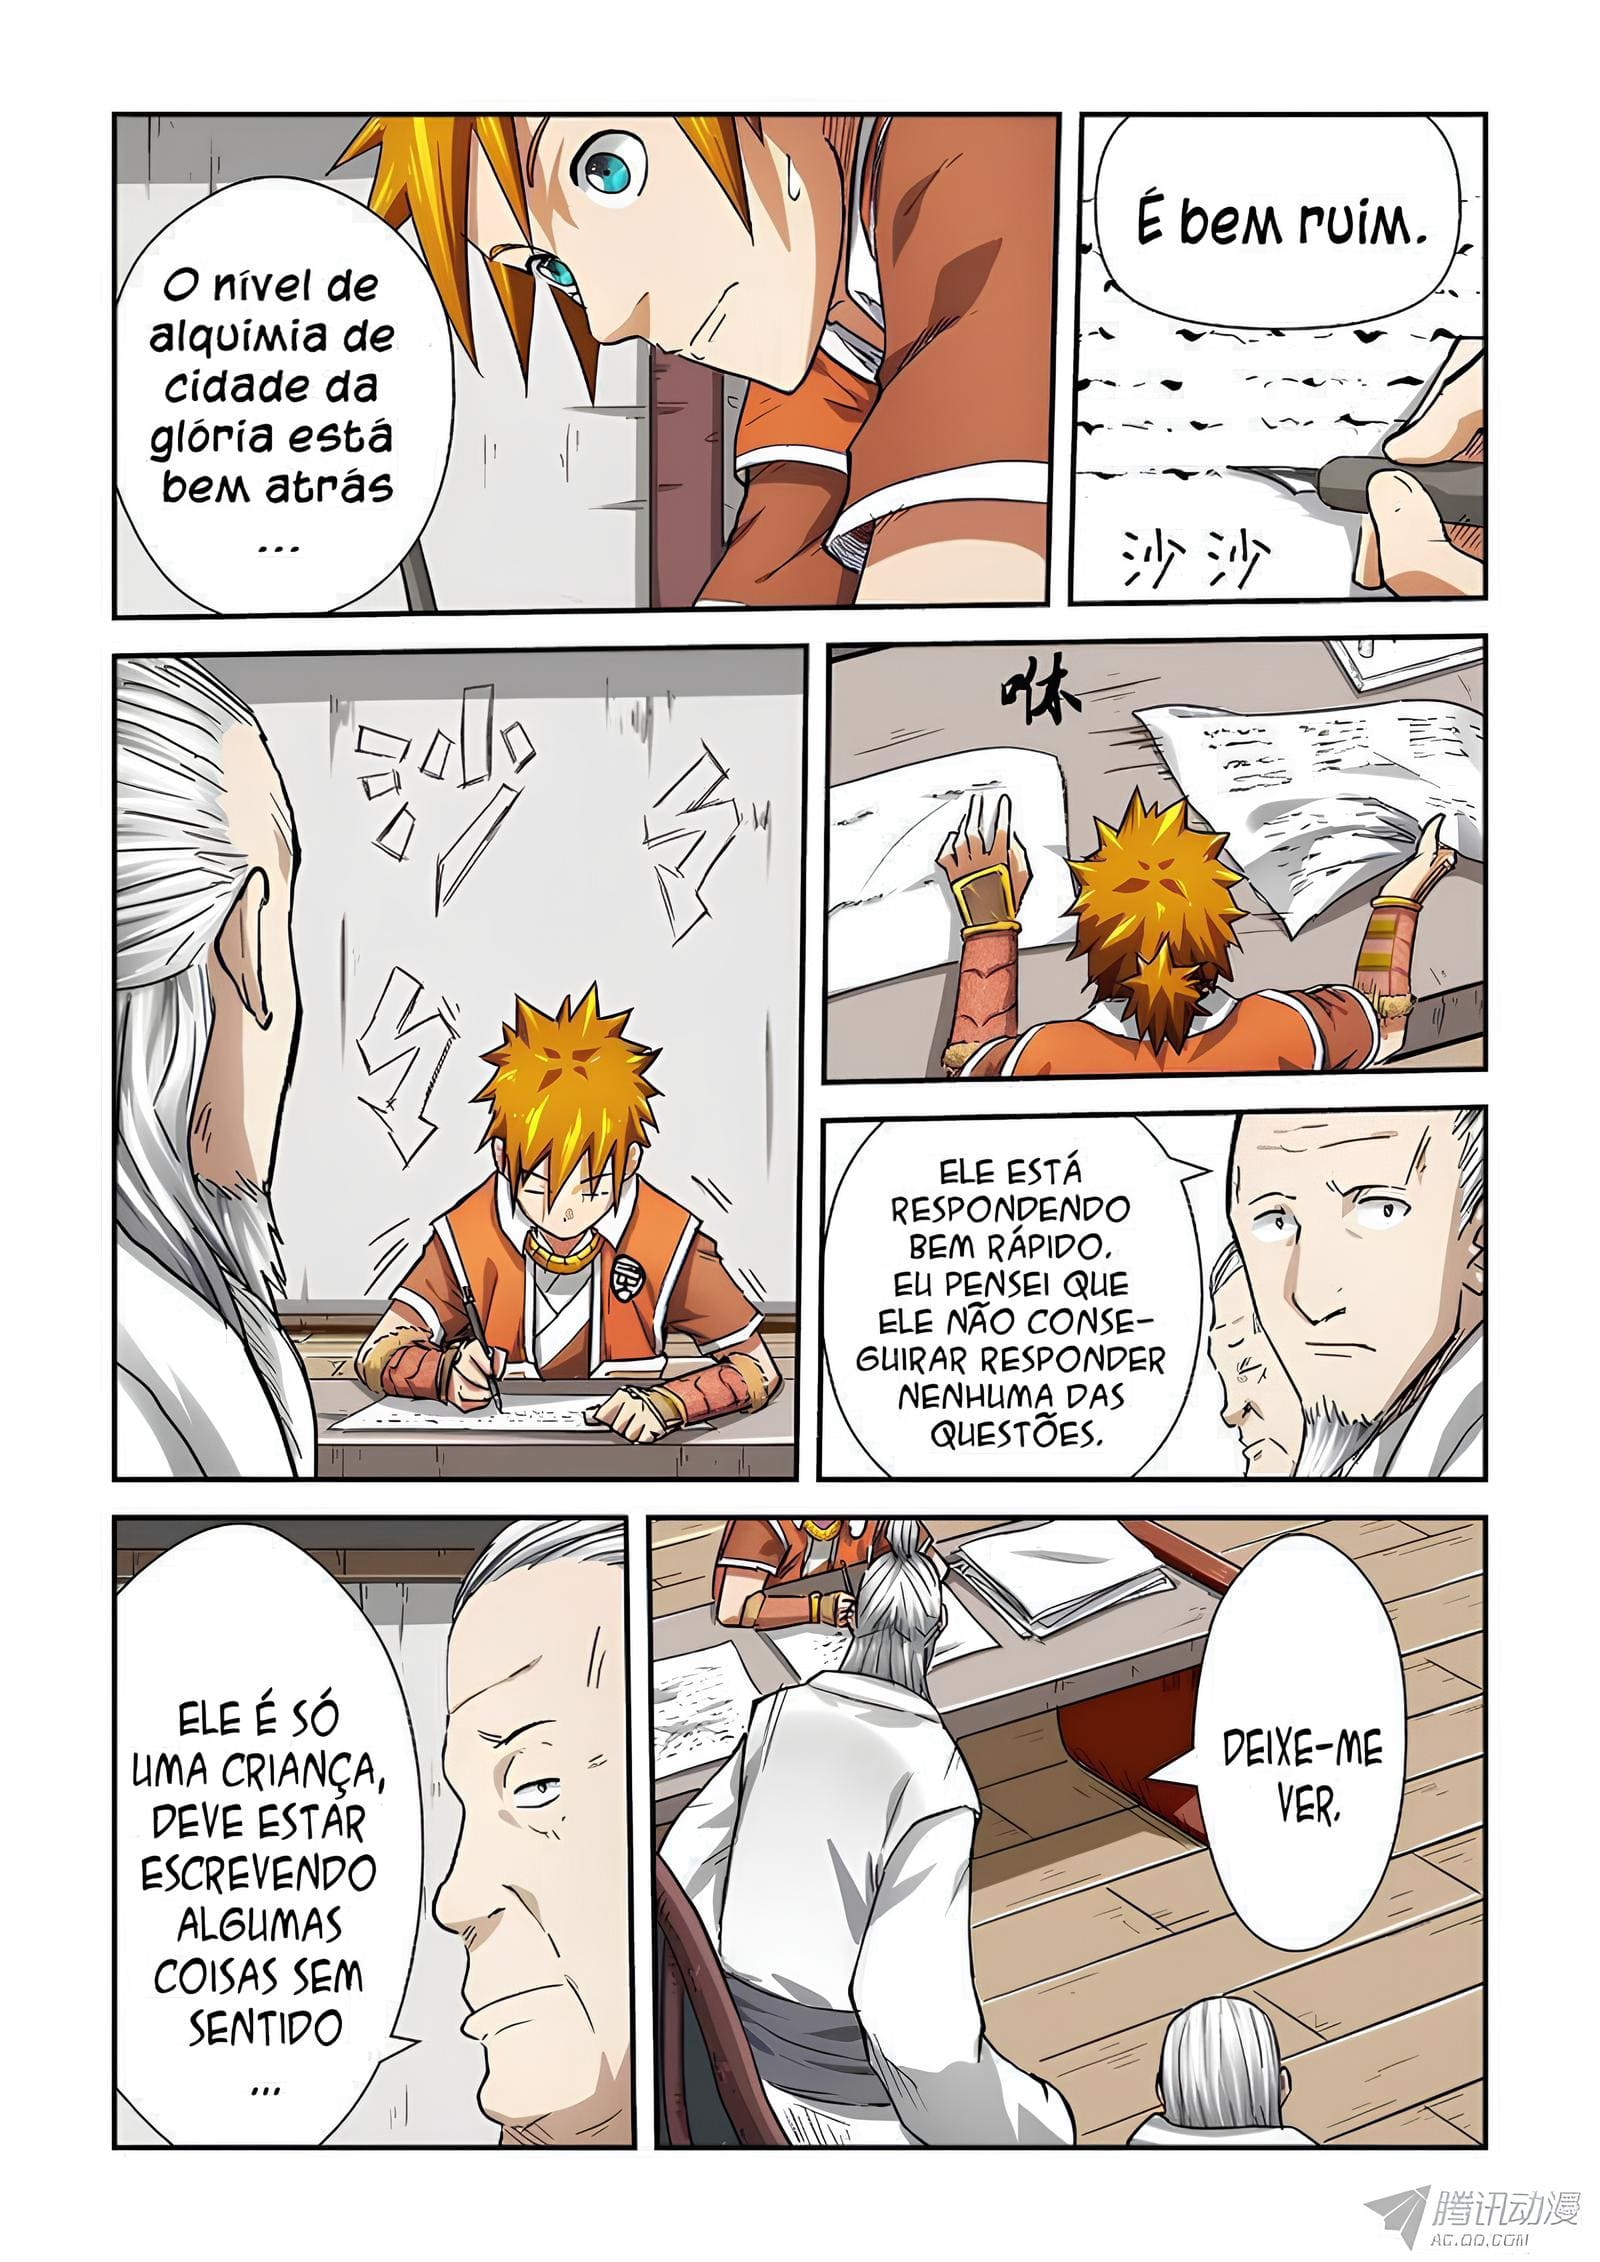 O nível de
alquimia de
cidade da
glória está
bem atrás
...
É bem ruim.
沙沙
咻
ELE ESTÁ
RESPONDENDO
BEM RÁPIDO.
EU PENSEI QUE
ELE NÃO CONSE-
GUIRAR RESPONDER
NENHUMA DAS
QUESTÕES.
ELE É SÓ
UMA CRIANÇA,
DEVE ESTAR
ESCREVENDO
ALGUMAS
COISAS SEM
SENTIDO
...
DEIXE-ME
VER.
腾讯动漫
AC.QQ.COM